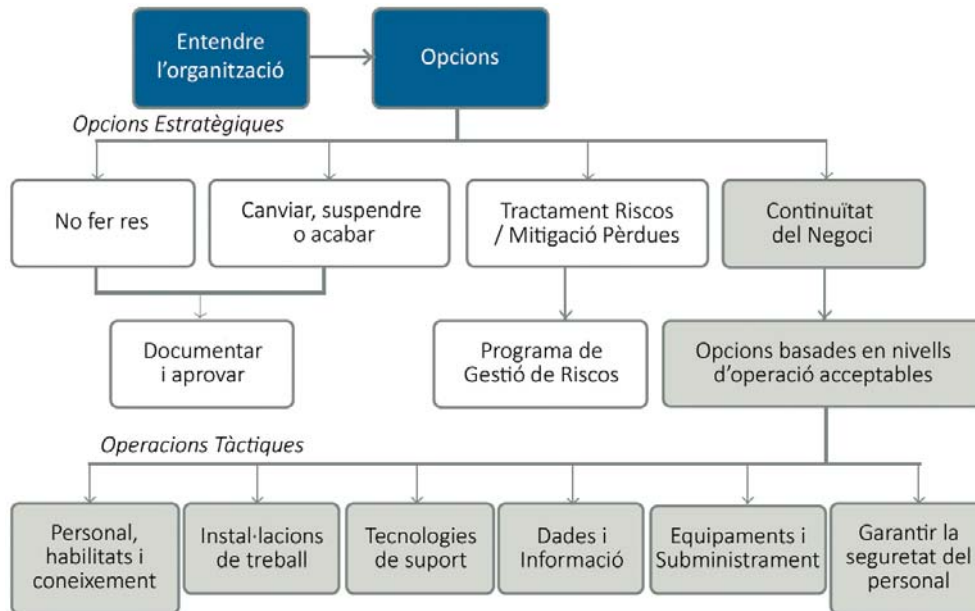 Entendre
l’organització
Opcions
Opcions Estratègiques
No fer res
Canviar, suspendre
o acabar
Tractament Riscos
/ Mitigació Pèrdues
Continuïtat
del Negoci
Documentar
i aprovar
Programa de
Gestió de Riscos
Opcions basades en nivells
d’operació acceptables
Operacions Tàctiques
Personal,
habilitats i
coneixement
Instal·lacions
de treball
Tecnologies
de suport
Dades i
Informació
Equipaments i
Subministrament
Garantir la
seguretat del
personal